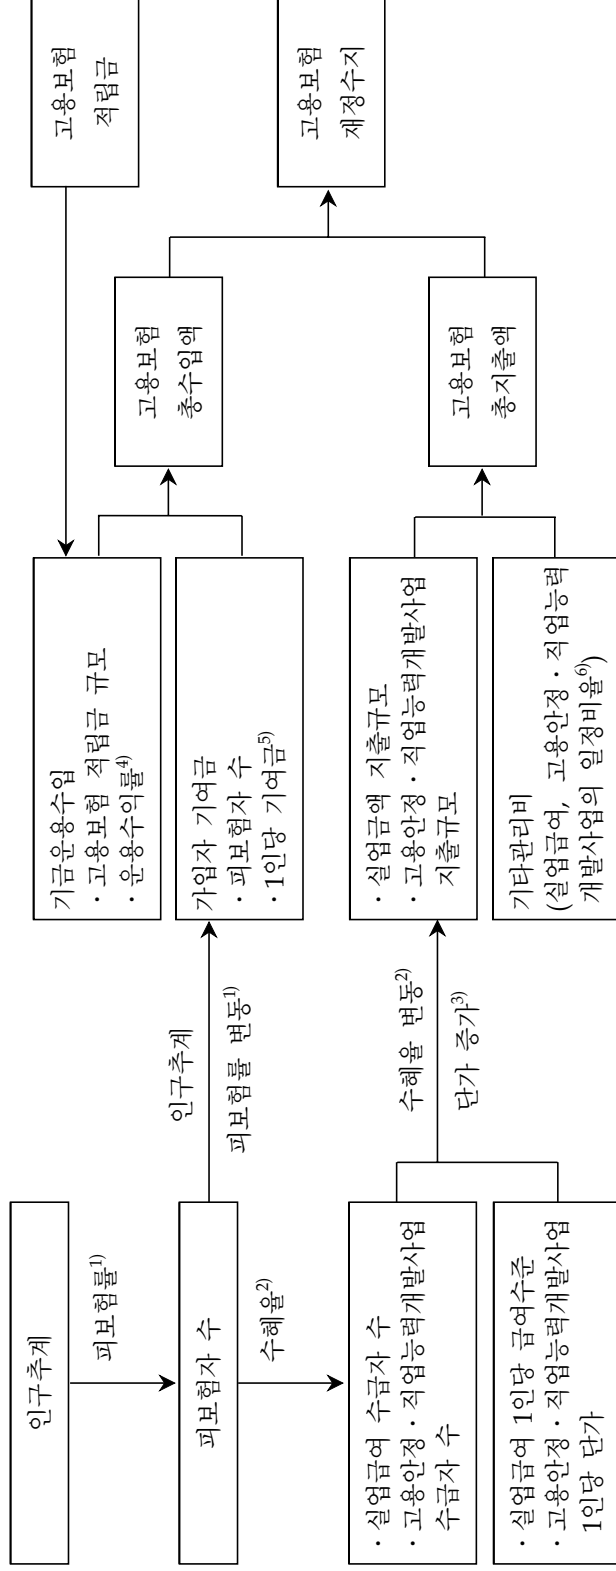 인구추계
피보험률1)
피보험자 수
수혜율2)
· 실업급여 수급자 수
· 고용안정 · 직업능력개발사업
수급자 수
· 실업급여 1인당 급여수준
· 고용안정 · 직업능력개발사업
1인당 단가
인구추계
피보험률 변동1)
수혜율 변동2)
단가 증가3)
기금운용수입
· 고용보험 적립금 규모
· 운용수익률4)
가입자 기여금
· 피보험자 수
· 1인당 기여금5)
· 실업금액 지출규모
· 고용안정 · 직업능력개발사업
지출규모
기타관리비
(실업급여, 고용안정 · 직업능력
개발사업의 일정비율6))
고용보험
총수입액
고용보험
총지출액
고용보험
적립금
고용보험
재정수지